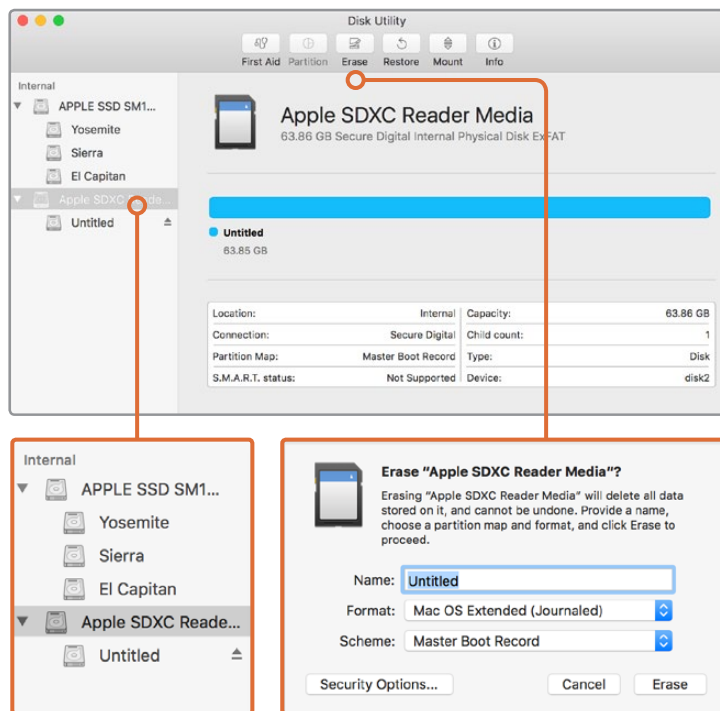 Disk Utility
First Aid Partition Erase Restore Mount Info
Internal
APPLE SSD SM1...
Yosemite
Sierra
El Capitan
Apple SDXC Reade...
Untitled
Apple SDXC Reader Media
63.86 GB Secure Digital Internal Physical Disk ExFAT
Untitled
63.85 GB
Location: Internal Capacity: 63.86 GB
Connection: Secure Digital Child count: 1
Partition Map: Master Boot Record Type: Disk
S.M.A.R.T. status: Not Supported Device: disk2
Internal
APPLE SSD SM1...
Yosemite
Sierra
El Capitan
Apple SDXC Reade...
Untitled
Erase “Apple SDXC Reader Media”?
Erasing “Apple SDXC Reader Media” will delete all data
stored on it, and cannot be undone. Provide a name,
choose a partition map and format, and click Erase to
proceed.
Name: Untitled
Format: Mac OS Extended (Journaled)
Scheme: Master Boot Record
Security Options... Cancel Erase